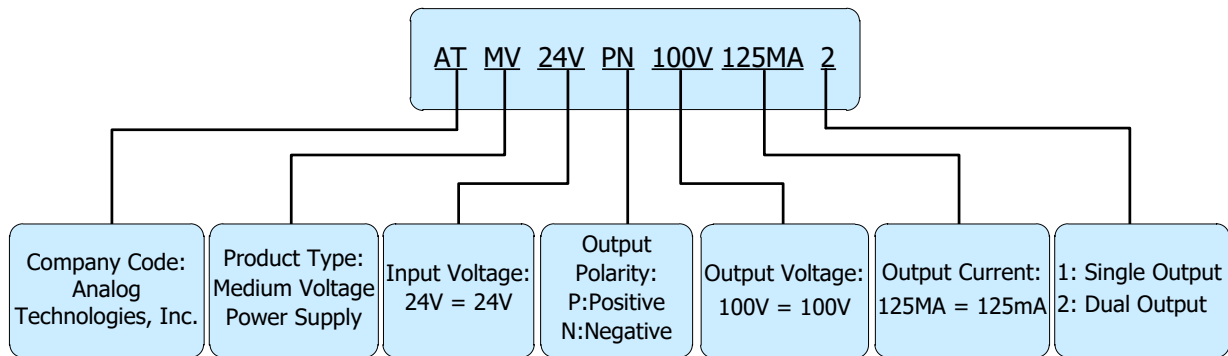 AT MV 24V PN 100V 125MA 2
Company Code:
Analog
Technologies, Inc.
Product Type:
Medium Voltage
Power Supply
Input Voltage:
24V = 24V
Output
Polarity:
P:Positive
N:Negative
Output Voltage:
100V = 100V
Output Current:
125MA = 125mA
1: Single Output
2: Dual Output